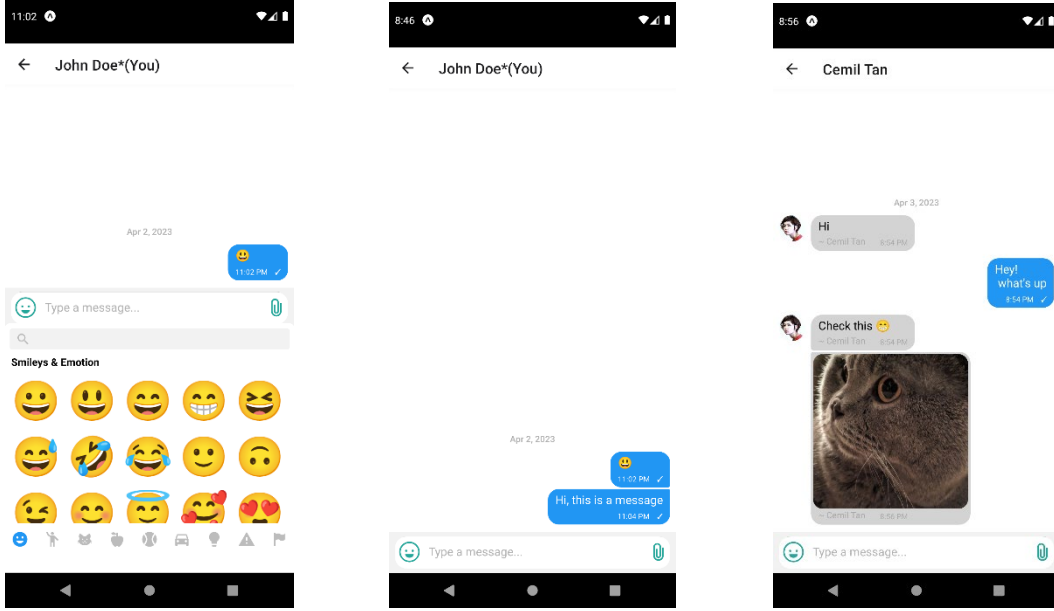 11:02
John Doe*(You)
Apr 2, 2023
11:02 PM
Type a message...
Smileys & Emotion
8:46
John Doe*(You)
Apr 2, 2023
11:02 PM
Hi, this is a message
11:04 PM
Type a message...
8:56
Cemil Tan
Apr 3, 2023
Hi
~ Cemil Tan 8:54 PM
Hey!
what's up
8:54 PM
Check this
~ Cemil Tan 8:54 PM
~ Cemil Tan 8:56 PM
Type a message...